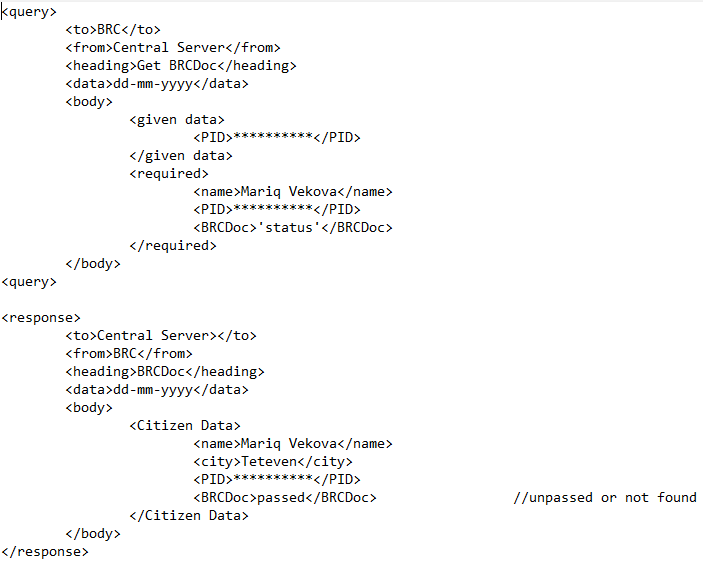 <query>
	<to>BRC</to>
	<from>Central Server</from>
	<heading>Get BRCDoc</heading>
	<data>dd-mm-yyyy</data>
	<body>
		<given data>
			<PID>**********</PID>
		</given data>
		<required>
			<name>Mariq Vekova</name>
			<PID>**********</PID>
			<BRCDoc>'status'</BRCDoc>
		</required>
	</body>
<query>

<response>
	<to>Central Server></to>
	<from>BRC</from>
	<heading>BRCDoc</heading>
	<data>dd-mm-yyyy</data>
	<body>
		<Citizen Data>
			<name>Mariq Vekova</name>
			<city>Teteven</city>
			<PID>**********</PID>
			<BRCDoc>passed</BRCDoc>			//unpassed or not found
		</Citizen Data>
	</body>
</response>